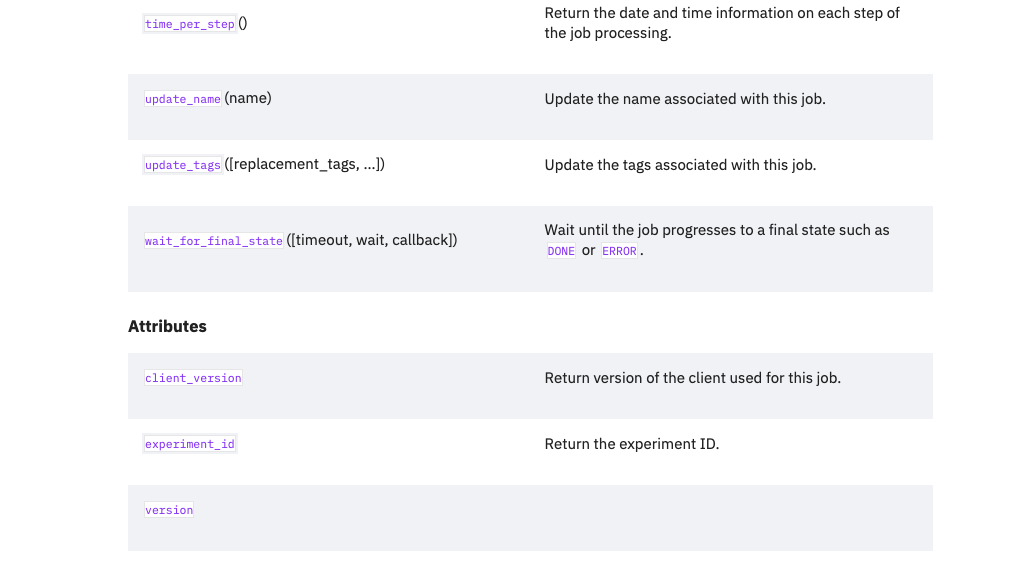 time_per_step() Return the date and time information on each step of
the job processing.
update_name(name) Update the name associated with this job.
update_tags([replacement_tags, …]) Update the tags associated with this job.
wait_for_final_state([timeout, wait, callback]) Wait until the job progresses to a final state such as
DONE or ERROR.
Attributes
client_version Return version of the client used for this job.
experiment_id Return the experiment ID.
version